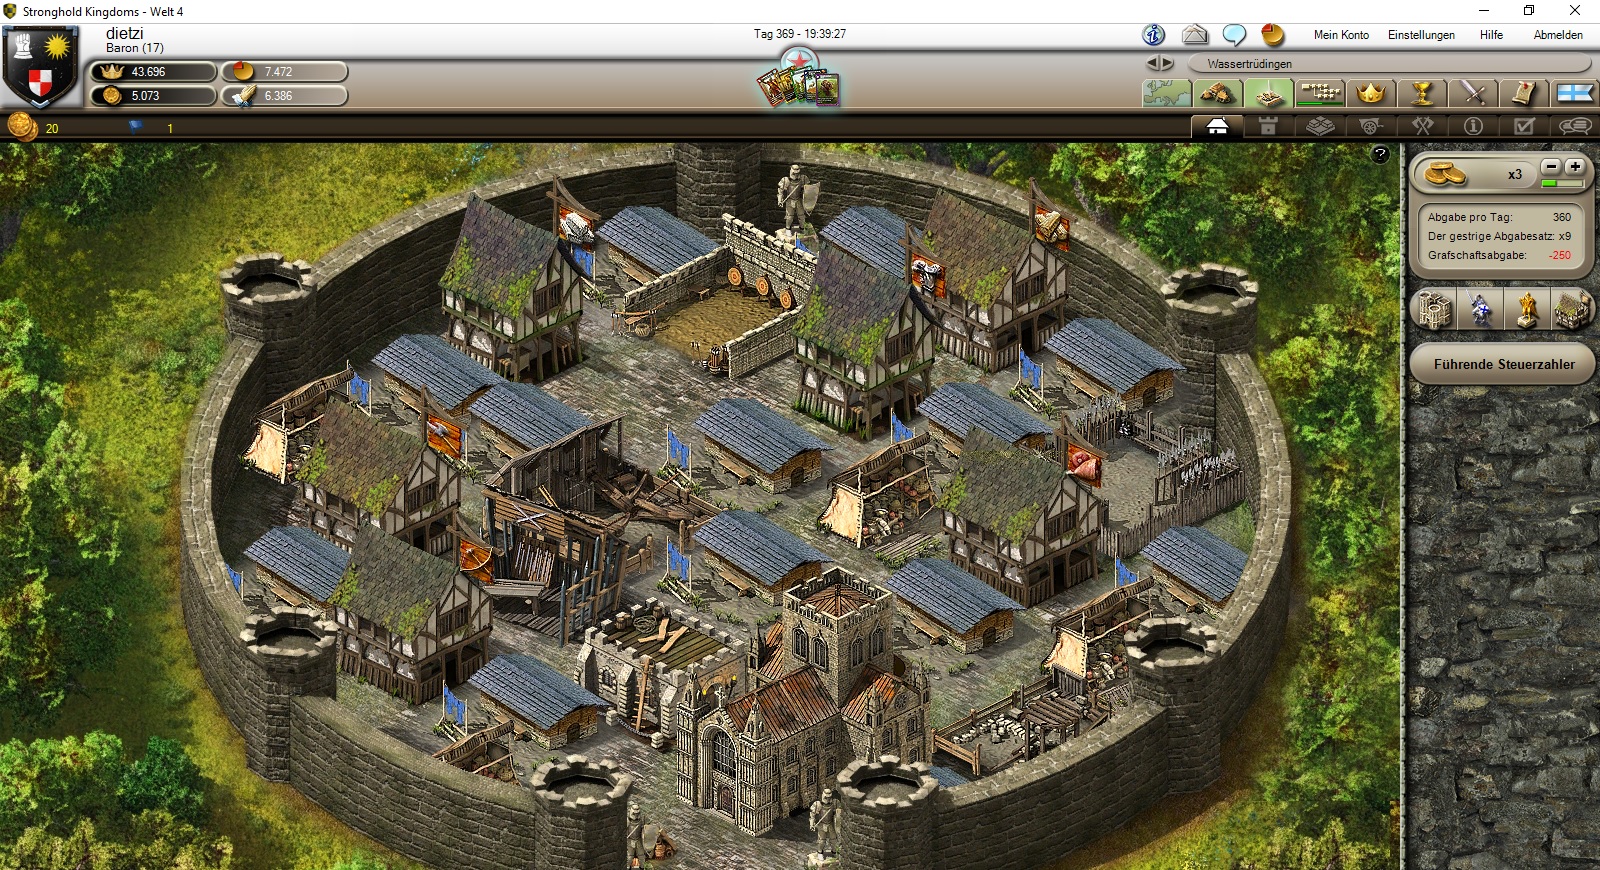 Stronghold Kingdoms - Welt 4
dietzi
Baron (17)
Tag 369 - 19:39:27
Mein Konto Einstellungen Hilfe Abmelden
43.696 7.472
Wassertrüdingen
5.073 6.386
20 1
?
x3
Abgabe pro Tag: 360
Der gestrige Abgabesatz: x9
Grafschaftsabgabe: -250
Führende Steuerzahler